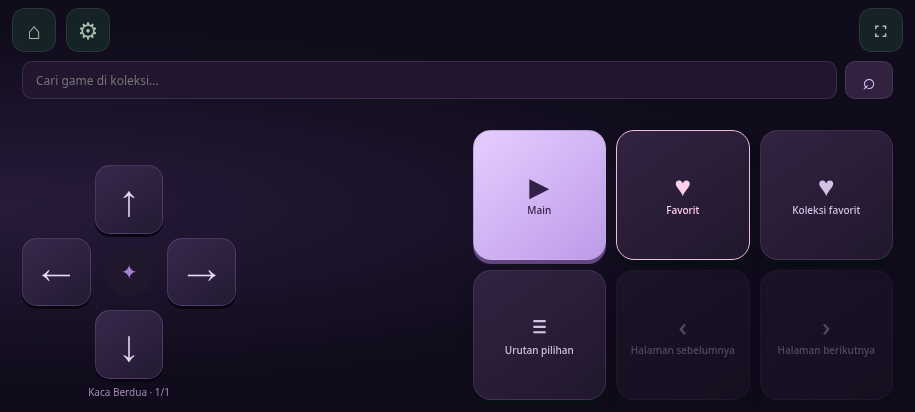 Cari game di koleksi...
Main
Favorit
Koleksi favorit
Urutan pilihan
Halaman sebelumnya
Halaman berikutnya
Kaca Berdua · 1/1